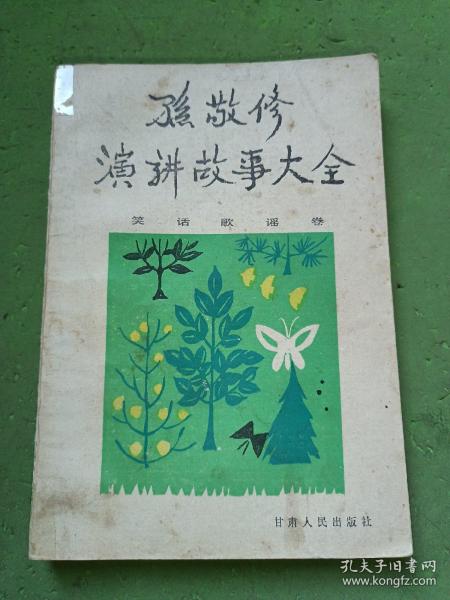 孫敬修
演讲故事大全
笑话歌谣卷
甘肃人民出版社
孔夫子旧书网
www.kongfz.com